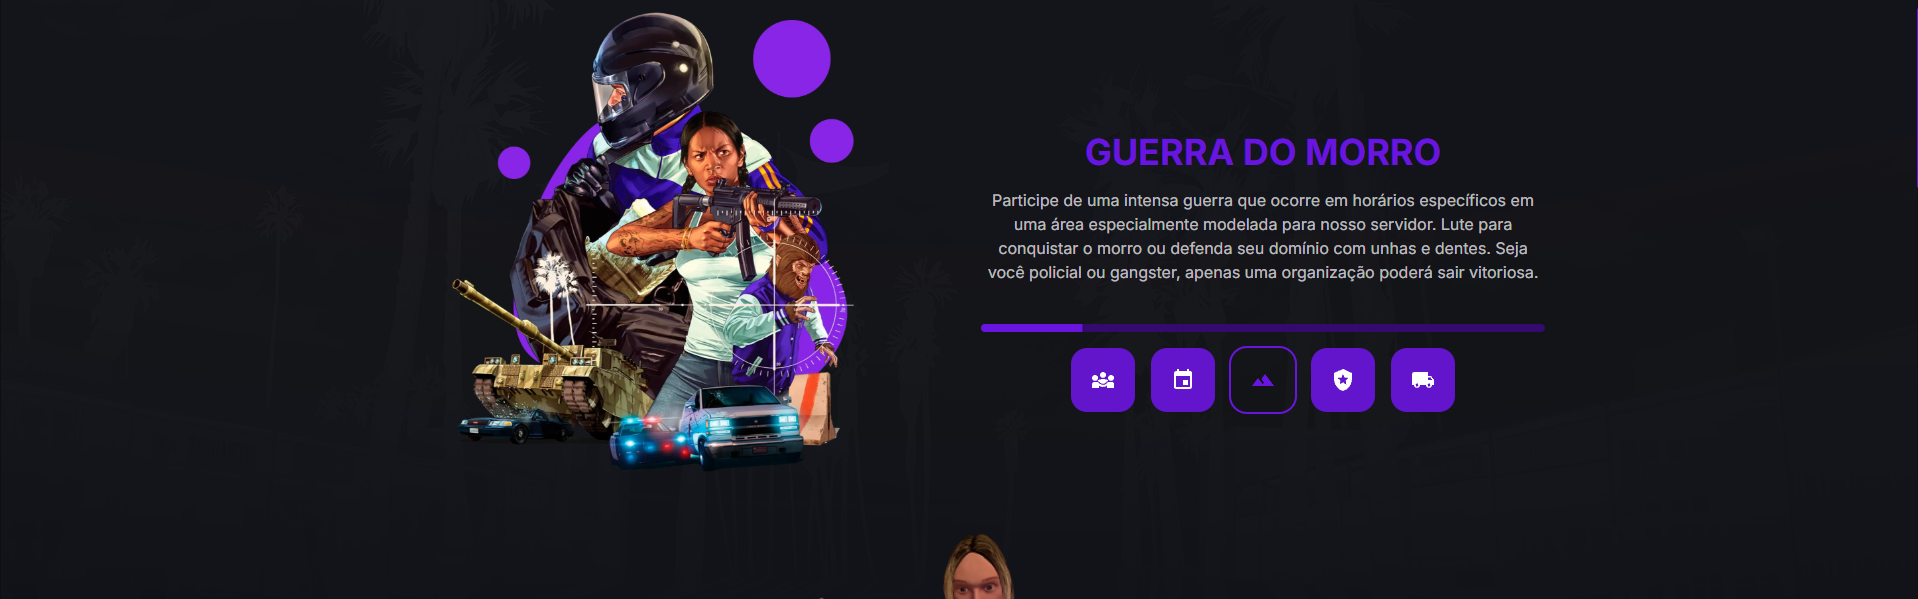 GUERRA DO MORRO
Participe de uma intensa guerra que ocorre em horários específicos em
uma área especialmente modelada para nosso servidor. Lute para
conquistar o morro ou defenda seu domínio com unhas e dentes. Seja
você policial ou gangster, apenas uma organização poderá sair vitoriosa.